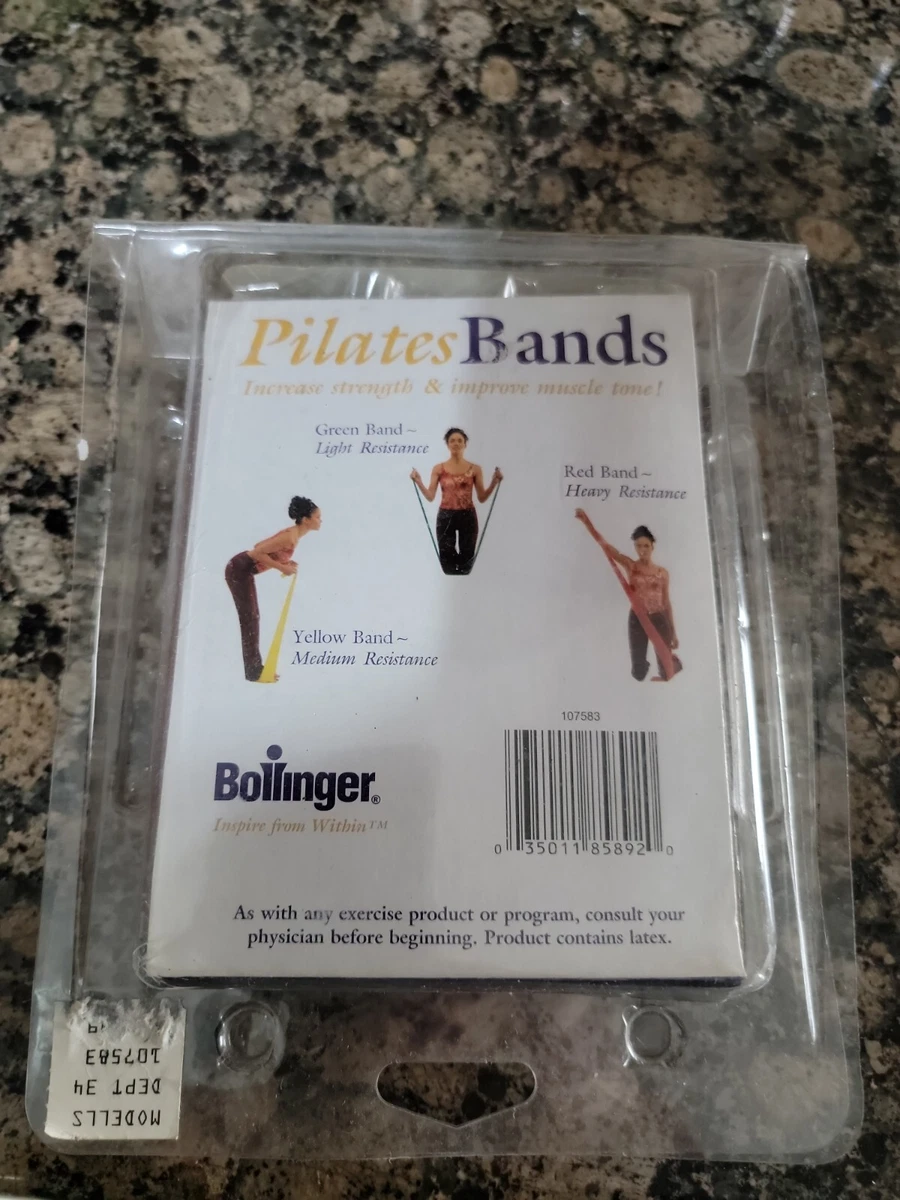 PilatesBands
Increase strength & improve muscle tone!
Green Band ~
Light Resistance
Red Band ~
Heavy Resistance
Yellow Band ~
Medium Resistance
107583
Bollinger®
Inspire from Within™
0 35011 85892 0
As with any exercise product or program, consult your
physician before beginning. Product contains latex.
MODELLS
DEPT 34
107583